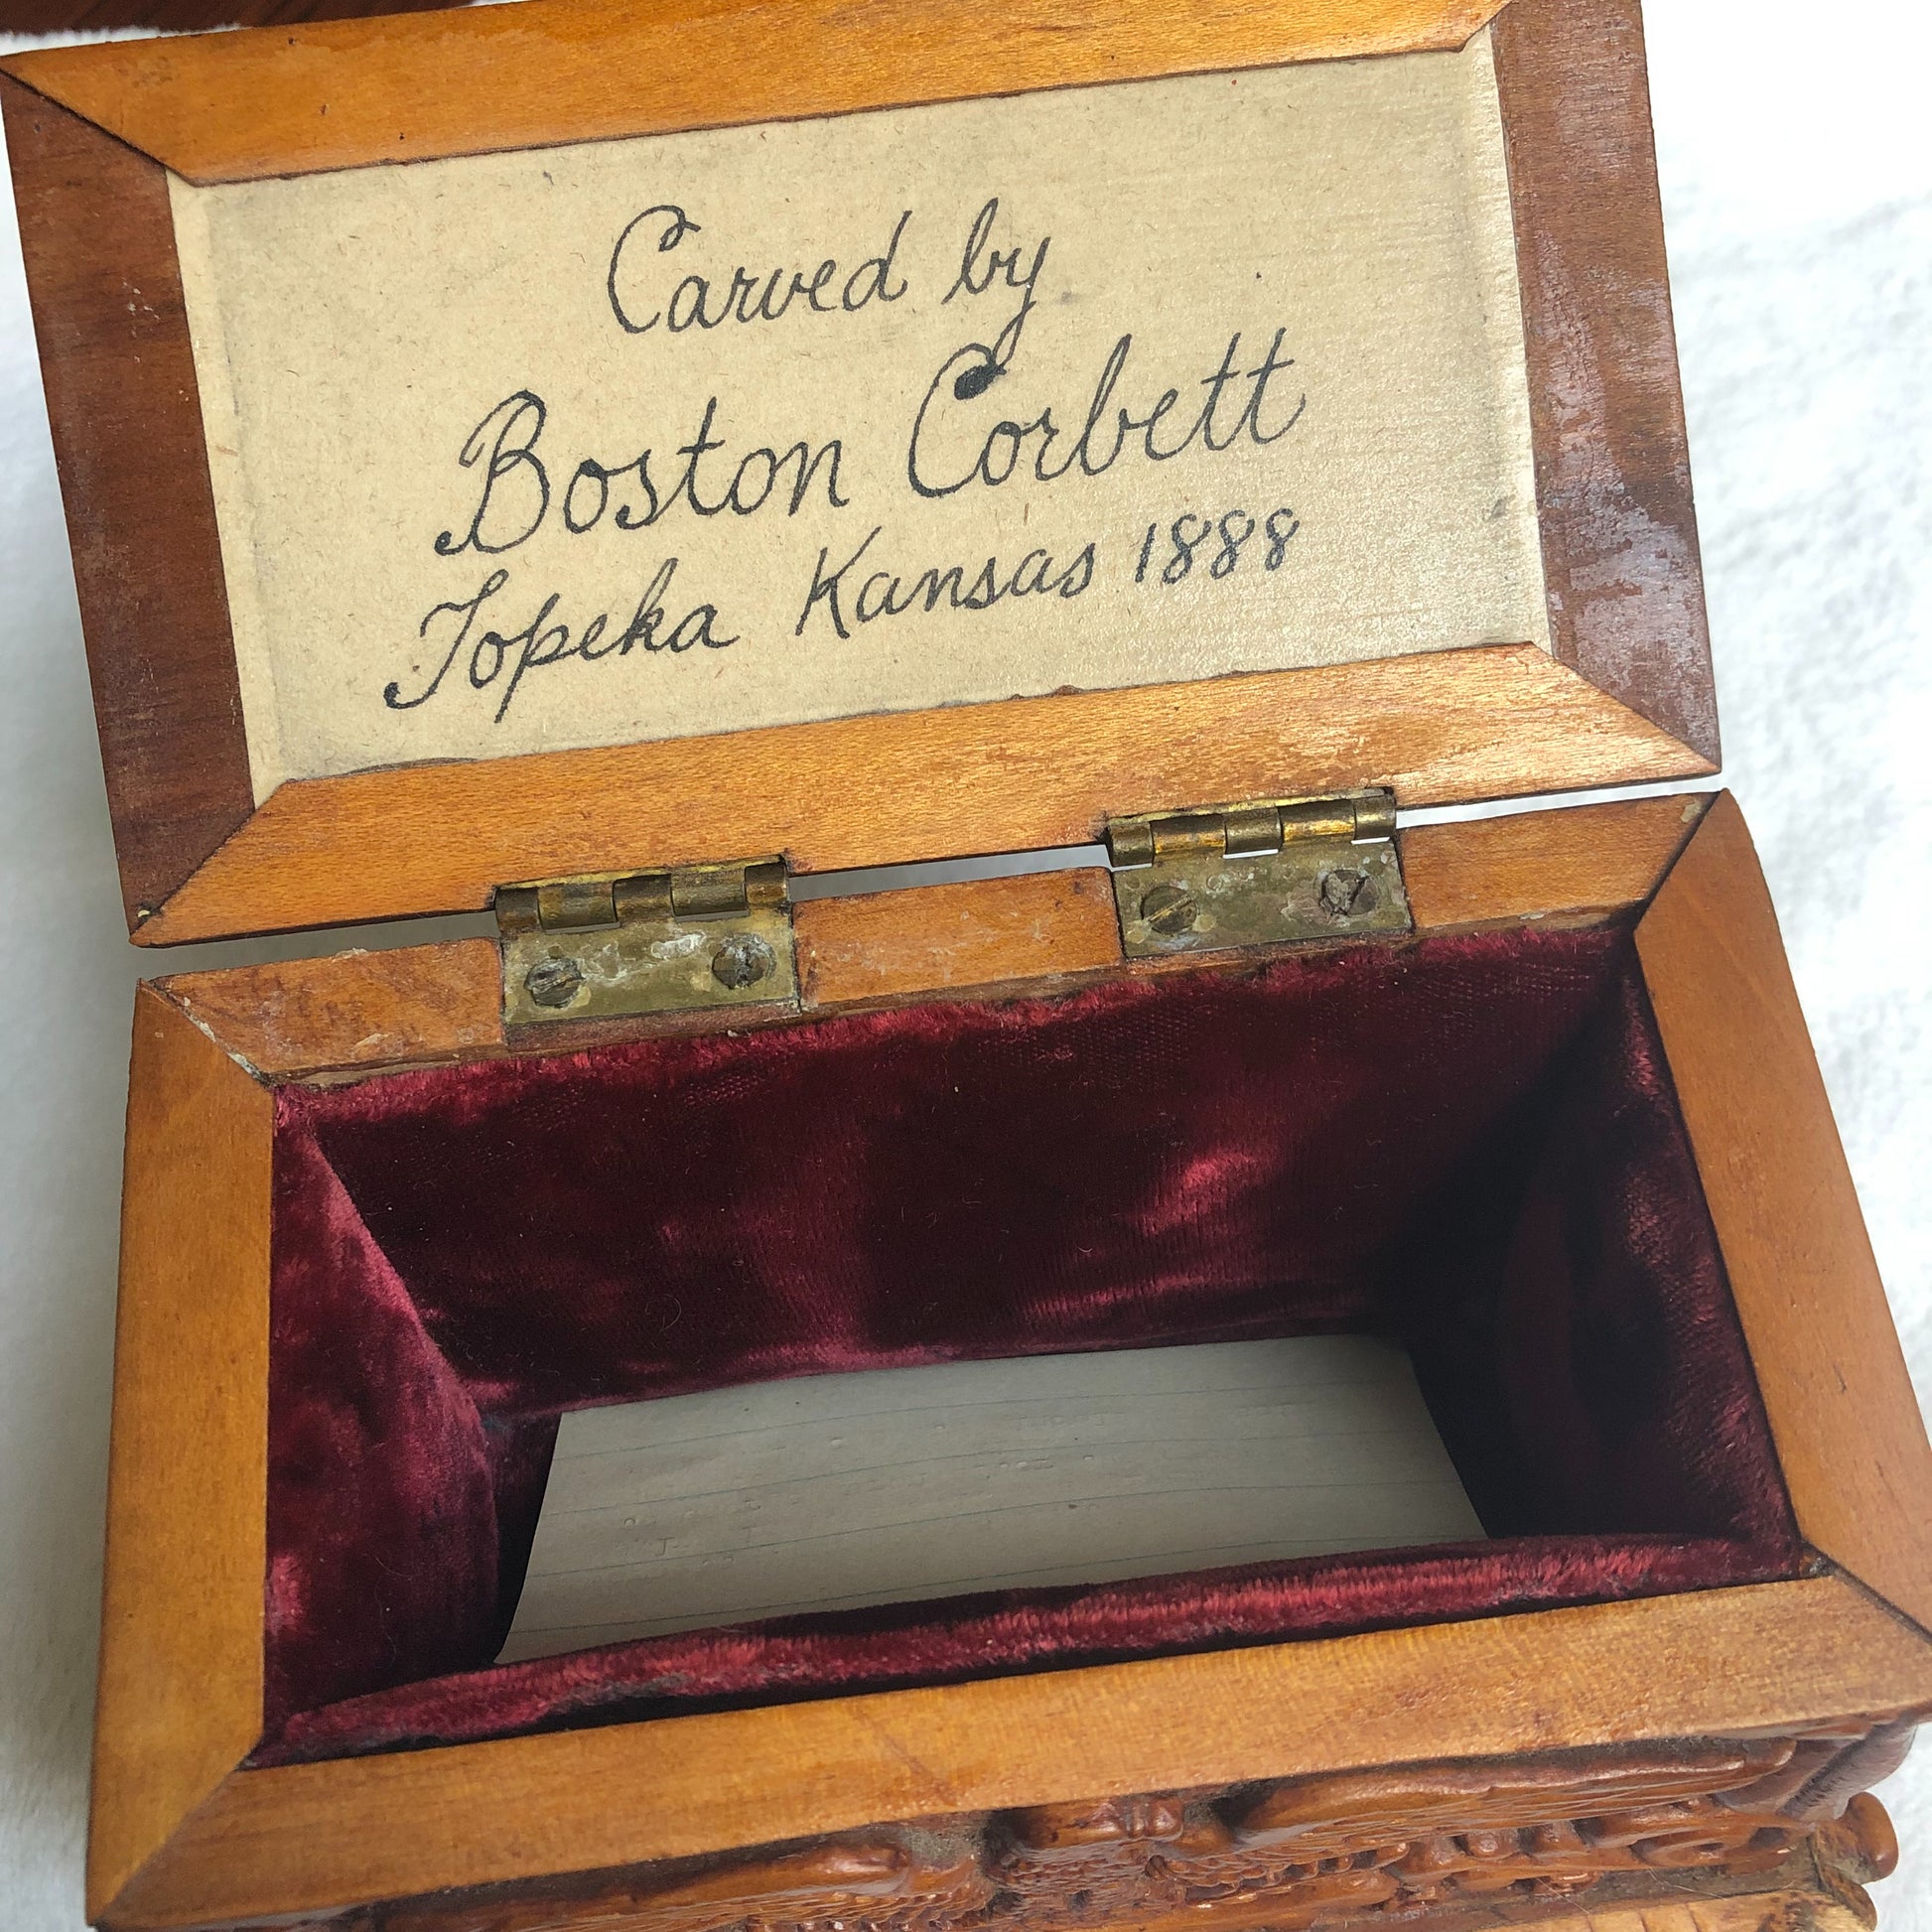 Carved by
Boston Corbett
Topeka Kansas 1888